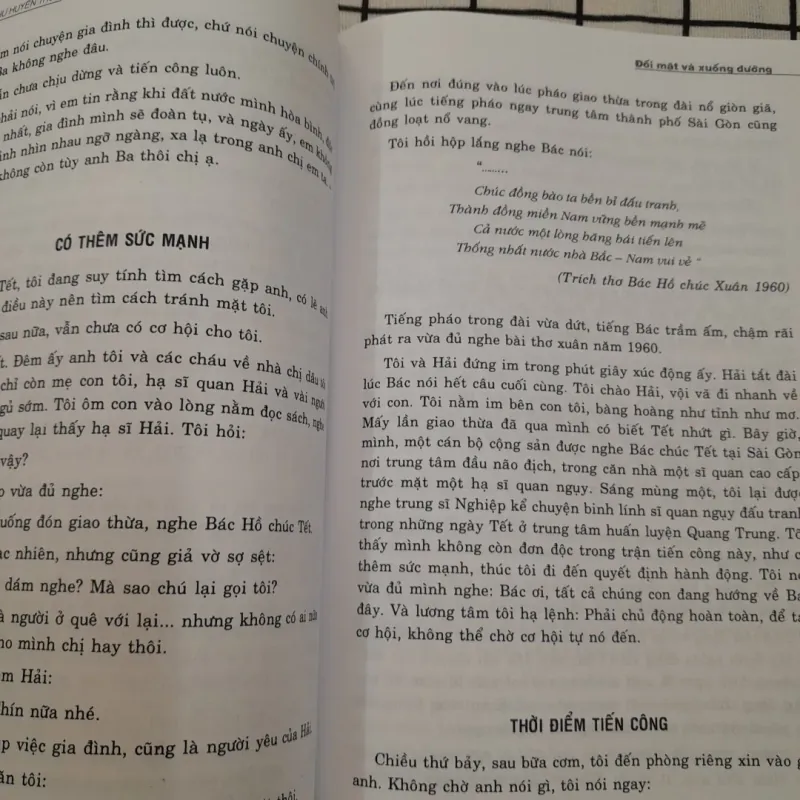 m nói chuyện gia đình thì được, chứ nói chuyện chính
a không nghe đâu.
n chưa chịu dừng và tiến công luôn.
hải nói, vì em tin rằng khi đất nước mình hòa bình,
nhất, gia đình mình sẽ đoàn tụ, và ngày ấy, em không
ình nhìn nhau ngỡ ngàng, xa lạ trong anh chị em ta.
không còn tùy anh Ba thôi chị ạ.
CÓ THÊM SỨC MẠNH
Tết, tôi đang suy tính tìm cách gặp anh, có lẽ anh
điều này nên tìm cách tránh mặt tôi.
sau nữa, vẫn chưa có cơ hội cho tôi.
t. Đêm ấy anh tôi và các cháu về nhà chị dâu
chỉ còn mẹ con tôi, hạ sĩ quan Hải và vài người
gủ sớm. Tôi ôm con vào lòng nằm đọc sách, nghe
quay lại thấy hạ sĩ Hải. Tôi hỏi:
vậy?
o vừa đủ nghe:
uống đón giao thừa, nghe Bác Hồ chúc Tết
ạc nhiên, nhưng cũng giả vờ sợ sệt:
dám nghe? Mà sao chú lại gọi tôi?
à người ở quê với lại... nhưng không có ai nữa
ho mình chị hay thôi.
m Hải:
hín nữa nhé.
p việc gia đình, cũng là người yêu của Hải,
ăn tôi:
thôi.
Đối mặt và xuống đường
Đến nơi đúng vào lúc pháo giao thừa trong đài nổ giòn giã,
cùng lúc tiếng pháo ngay trung tâm thành phố Sài Gòn cũng
đồng loạt nổ vang.
Tôi hồi hộp lắng nghe Bác nói:
".........
Chúc đồng bào ta bền bỉ đấu tranh,
Thành đồng miền Nam vững bền mạnh mẽ
Cả nước một lòng hăng hái tiến lên
Thống nhất nước nhà Bắc – Nam vui vẻ "
(Trích thơ Bác Hồ chúc Xuân 1960)
Tiếng pháo trong đài vừa dứt, tiếng Bác trầm ấm, chậm rãi
phát ra vừa đủ nghe bài thơ xuân năm 1960.
Tôi và Hải đứng im trong phút giây xúc động ấy. Hải tắt đài
lúc Bác nói hết câu cuối cùng. Tôi chào Hải, vội vã đi nhanh về
với con. Tôi nằm im bên con tôi, bàng hoàng như tỉnh như mơ.
Mấy lần giao thừa đã qua mình có biết Tết nhứt gì. Bây giờ,
mình, một cán bộ cộng sản được nghe Bác chúc Tết tại Sài Gòn
nơi trung tâm đầu não địch, trong căn nhà một sĩ quan cao cấp
trước mặt một hạ sĩ quan ngụy. Sáng mùng một, tôi lại được
nghe trung sĩ Nghiệp kể chuyện binh lính sĩ quan ngụy đấu tranh
trong những ngày Tết ở trung tâm huấn luyện Quang Trung. Tô
thấy mình không còn đơn độc trong trận tiến công này, như c
thêm sức mạnh, thúc tôi đi đến quyết định hành động. Tôi nó
vừa đủ mình nghe: Bác ơi, tất cả chúng con đang hướng về Bá
đây. Và lương tâm tôi hạ lệnh: Phải chủ động hoàn toàn, để tạ
cơ hội, không thể chờ cơ hội tự nó đến.
THỜI ĐIỂM TIẾN CÔNG
Chiều thứ bảy, sau bữa cơm, tôi đến phòng riêng xin vào g
anh. Không chờ anh nói gì, tôi nói ngay: